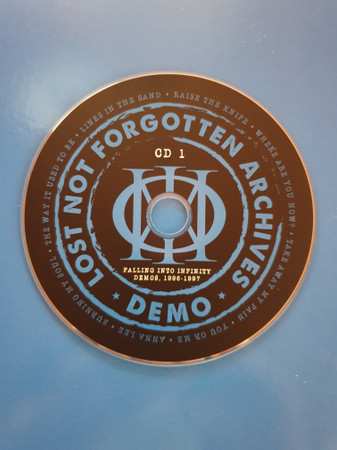 LINES IN THE SAND • RAISE THE KNIFE • WHERE ARE YOU NOW? • TAKE AWAY MY PAIN • YOU OR ME • ANNA LEE • BURNING MY SOUL • THE WAY IT USED TO BE •
LOST NOT FORGOTTEN ARCHIVES
CD 1
FALLING INTO INFINITY
DEMOS, 1996-1997
• DEMO •